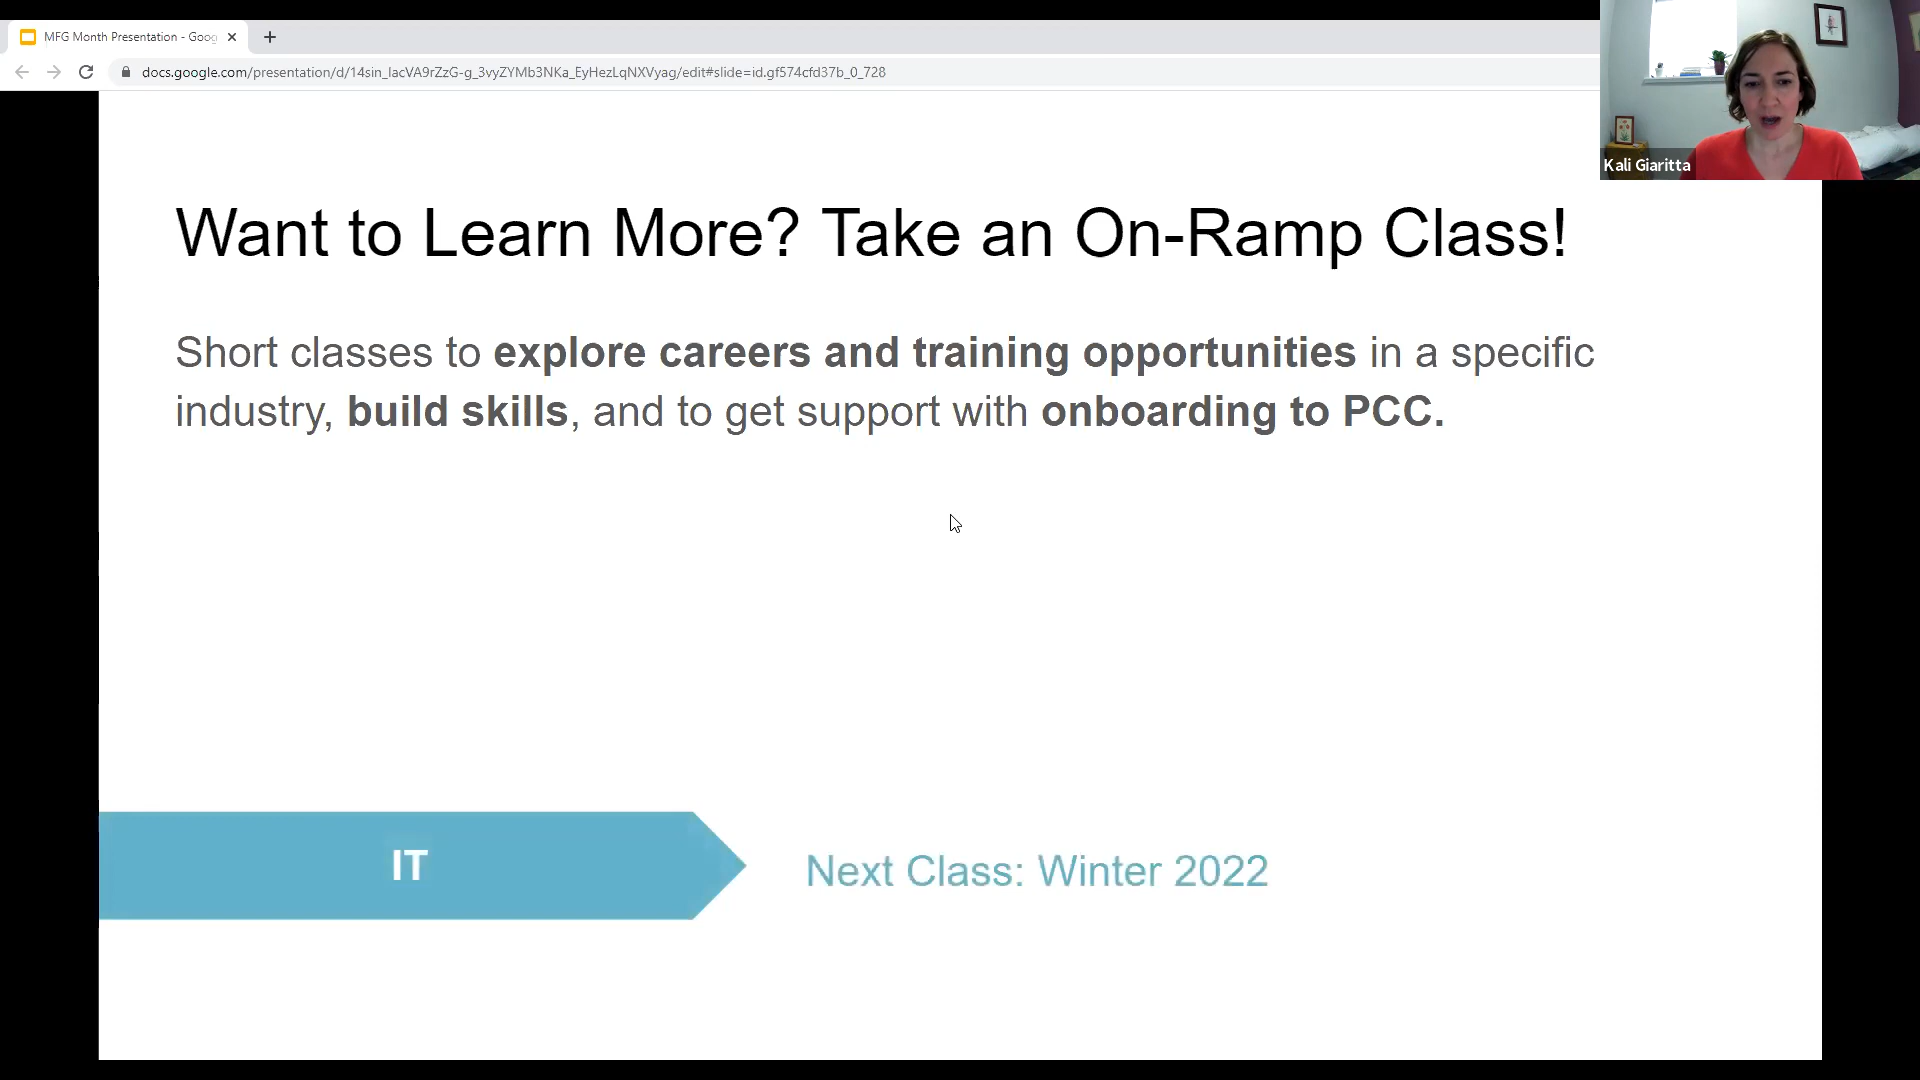 MFG Month Presentation - Goog
docs.google.com/presentation/d/14sin_lacVA9rZzG-g_3vyZYMb3NKa_EyHezLqNXVyag/edit#slide=id.gf574cfd37b_0_728
Kali Giaritta
Want to Learn More? Take an On-Ramp Class!
Short classes to explore careers and training opportunities in a specific
industry, build skills, and to get support with onboarding to PCC.
IT
Next Class: Winter 2022